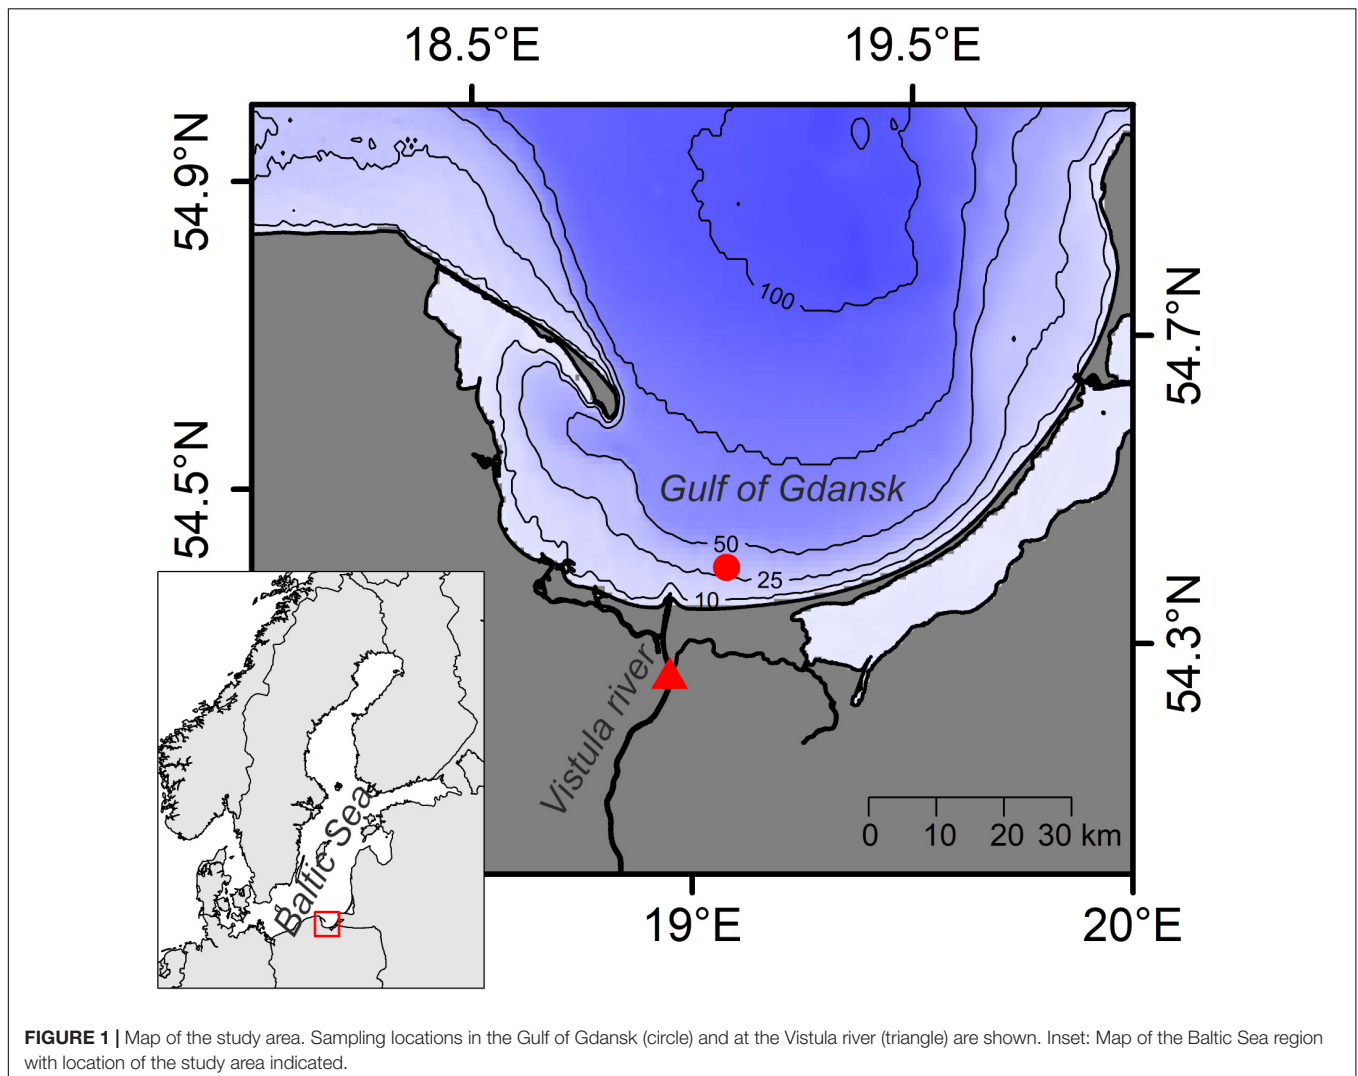 18.5°E 19.5°E
54.9°N
54.7°N
100
54.5°N
Gulf of Gdansk
50
25
10
54.3°N
Vistula river
0 10 20 30 km
Baltic Sea
19°E 20°E
FIGURE 1 | Map of the study area. Sampling locations in the Gulf of Gdansk (circle) and at the Vistula river (triangle) are shown. Inset: Map of the Baltic Sea region
with location of the study area indicated.